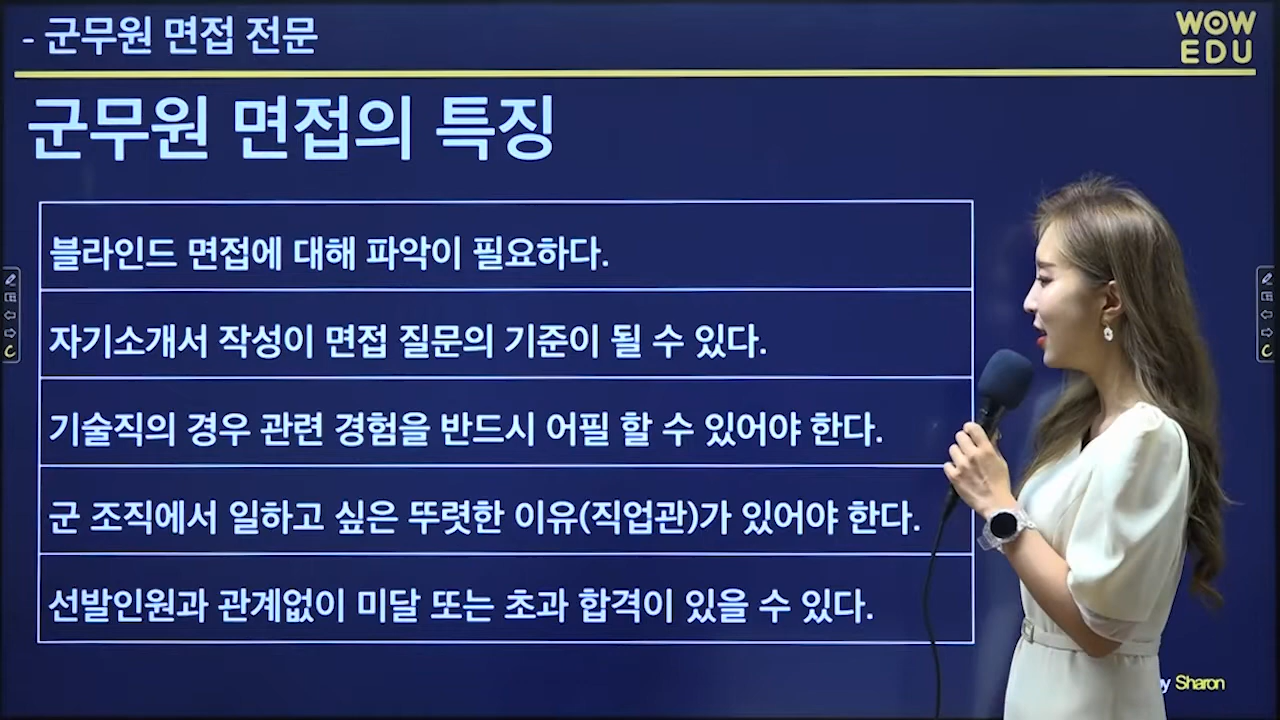 - 군무원 면접 전문
WOW
EDU
군무원 면접의 특징
블라인드 면접에 대해 파악이 필요하다.
자기소개서 작성이 면접 질문의 기준이 될 수 있다.
기술직의 경우 관련 경험을 반드시 어필 할 수 있어야 한다.
군 조직에서 일하고 싶은 뚜렷한 이유(직업관)가 있어야 한다.
선발인원과 관계없이 미달 또는 초과 합격이 있을 수 있다.
by Sharon